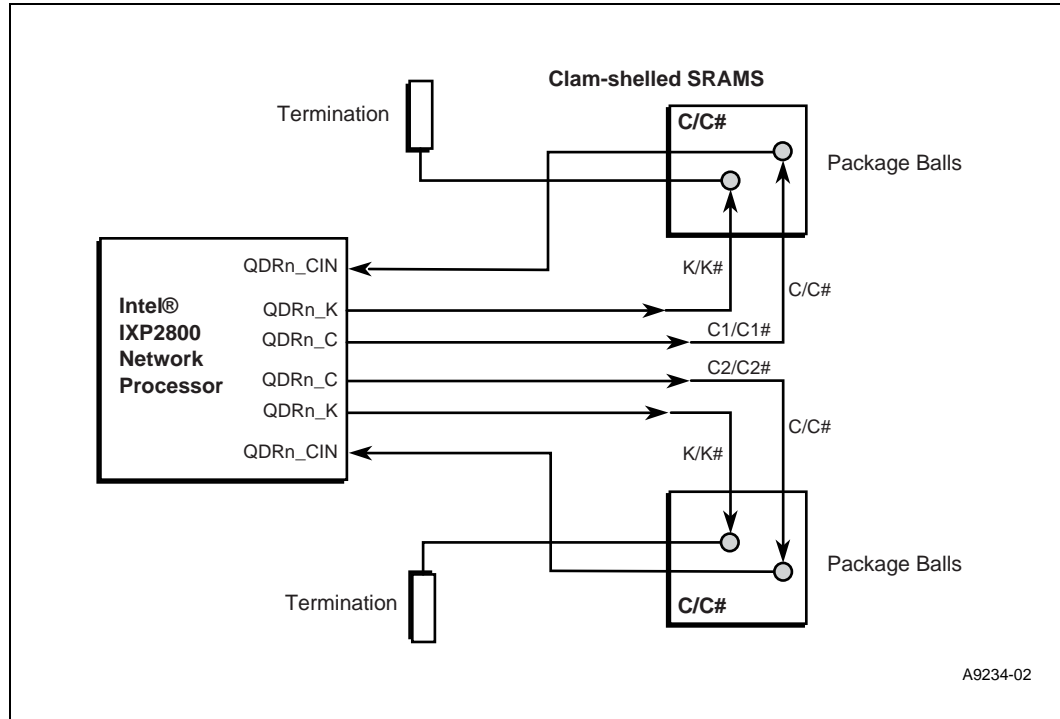 Clam-shelled SRAMS
Termination
C/C#
Package Balls
K/K#
C/C#
QDRn_CIN
Intel®
IXP2800
Network
Processor
QDRn_K
QDRn_C
QDRn_C
QDRn_K
QDRn_CIN
C1/C1#
C2/C2#
C/C#
K/K#
Package Balls
Termination
C/C#
A9234-02